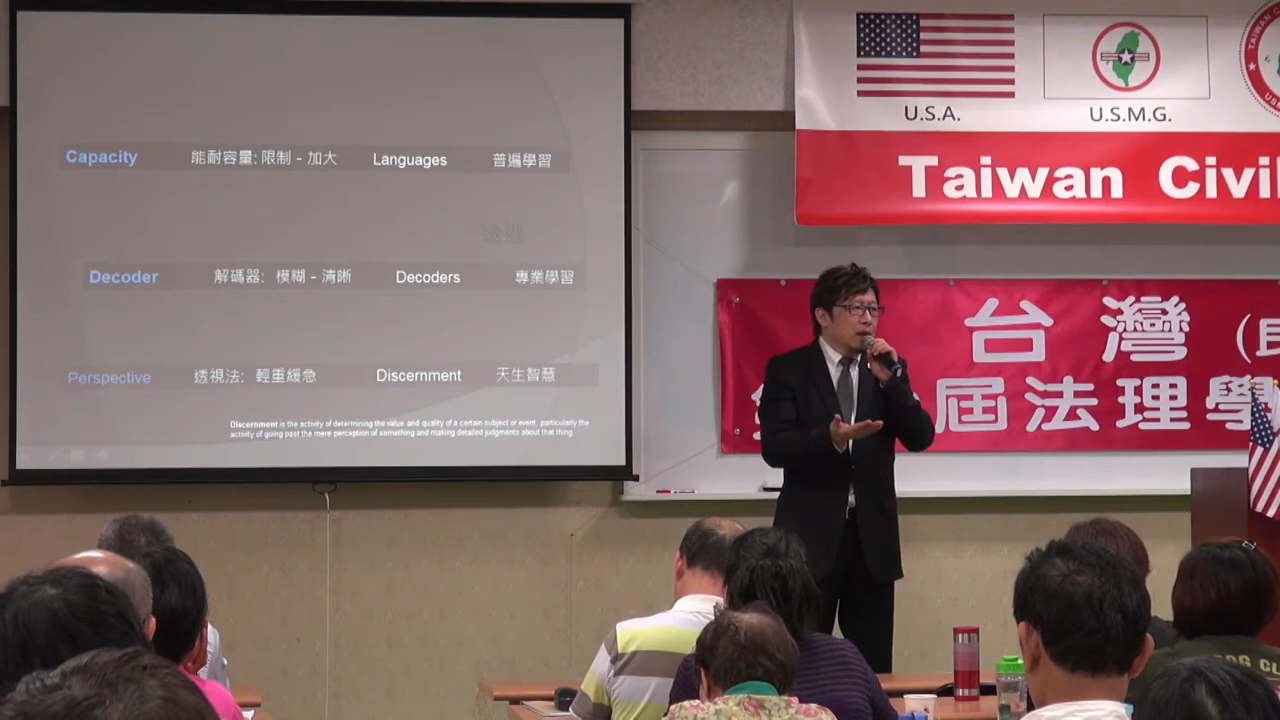 Capacity 能耐容量: 限制 - 加大 Languages 普遍學習
透過
Decoder 解碼器: 模糊 - 清晰 Decoders 專業學習
Perspective 透視法: 輕重緩急 Discernment 天生智慧
Discernment is the activity of determining the value and quality of a certain subject or event, particularly the
activity of going past the mere perception of something and making detailed judgments about that thing.
U.S.A. U.S.M.G.
Taiwan Civil
台灣(
屆法理學